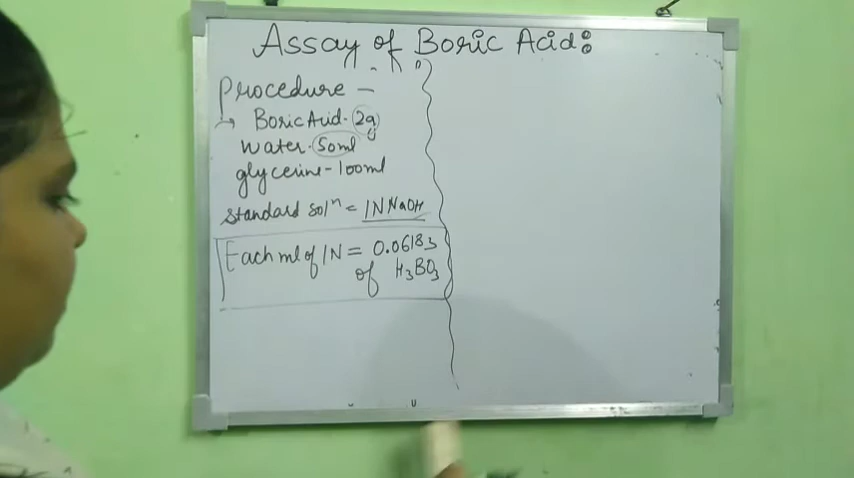 Assay of Boric Acid:
Procedure -
→ Boric Acid - 2g
Water - 50ml
glycerine - 100ml
Standard solⁿ = 1N NaOH
Each ml of 1N = 0.06183
of H₃BO₃